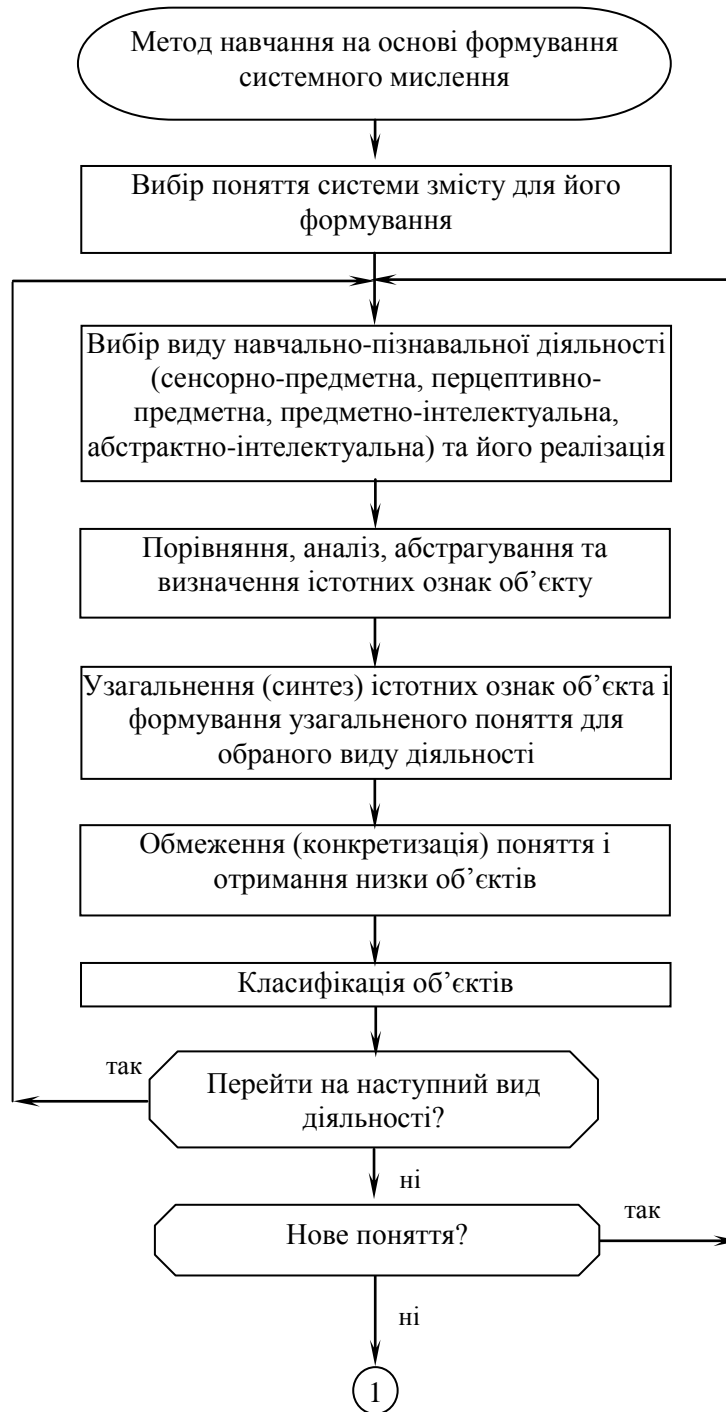 Метод навчання на основі формування
системного мислення
Вибір поняття системи змісту для його
формування
Вибір виду навчально-пізнавальної діяльності
(сенсорно-предметна, перцептивно-
предметна, предметно-інтелектуальна,
абстрактно-інтелектуальна) та його реалізація
Порівняння, аналіз, абстрагування та
визначення істотних ознак об’єкту
Узагальнення (синтез) істотних ознак об’єкта і
формування узагальненого поняття для
обраного виду діяльності
Обмеження (конкретизація) поняття і
отримання низки об’єктів
Класифікація об’єктів
так
Перейти на наступний вид
діяльності?
ні
так
Нове поняття?
ні
1